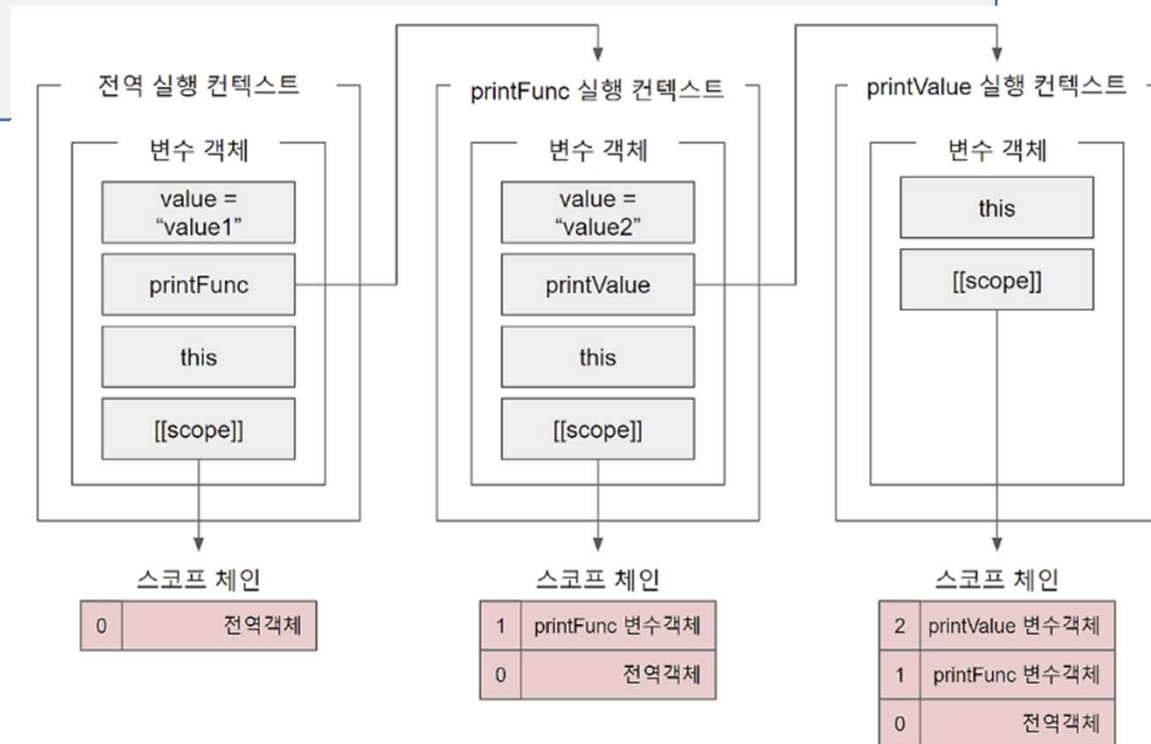 전역 실행 컨텍스트
변수 객체
value =
“value1”
printFunc
this
[[scope]]
스코프 체인
0 전역객체
printFunc 실행 컨텍스트
변수 객체
value =
“value2”
printValue
this
[[scope]]
스코프 체인
1 printFunc 변수객체
0 전역객체
printValue 실행 컨텍스트
변수 객체
this
[[scope]]
스코프 체인
2 printValue 변수객체
1 printFunc 변수객체
0 전역객체